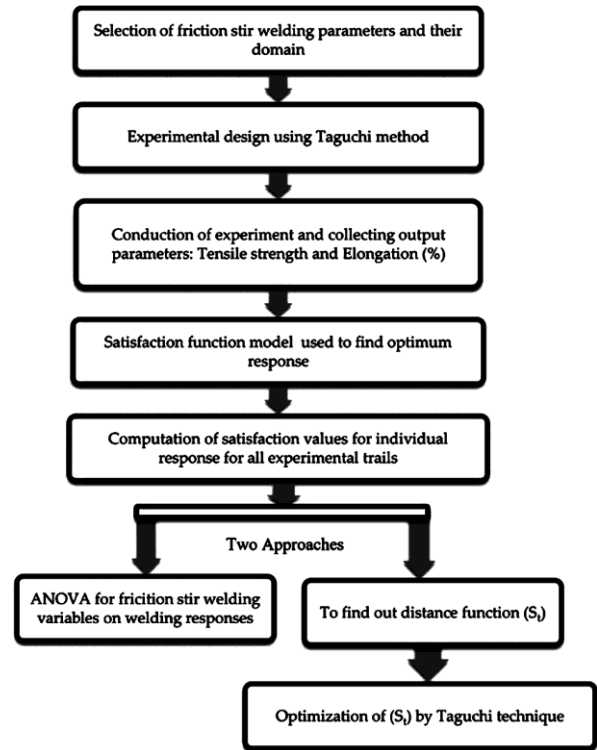 Selection of friction stir welding parameters and their
domain
Experimental design using Taguchi method
Conduction of experiment and collecting output
parameters: Tensile strength and Elongation (%)
Satisfaction function model used to find optimum
response
Computation of satisfaction values for individual
response for all experimental trails
Two Approaches
ANOVA for fricition stir welding
variables on welding responses
To find out distance function (Sₜ)
Optimization of (Sₜ) by Taguchi technique